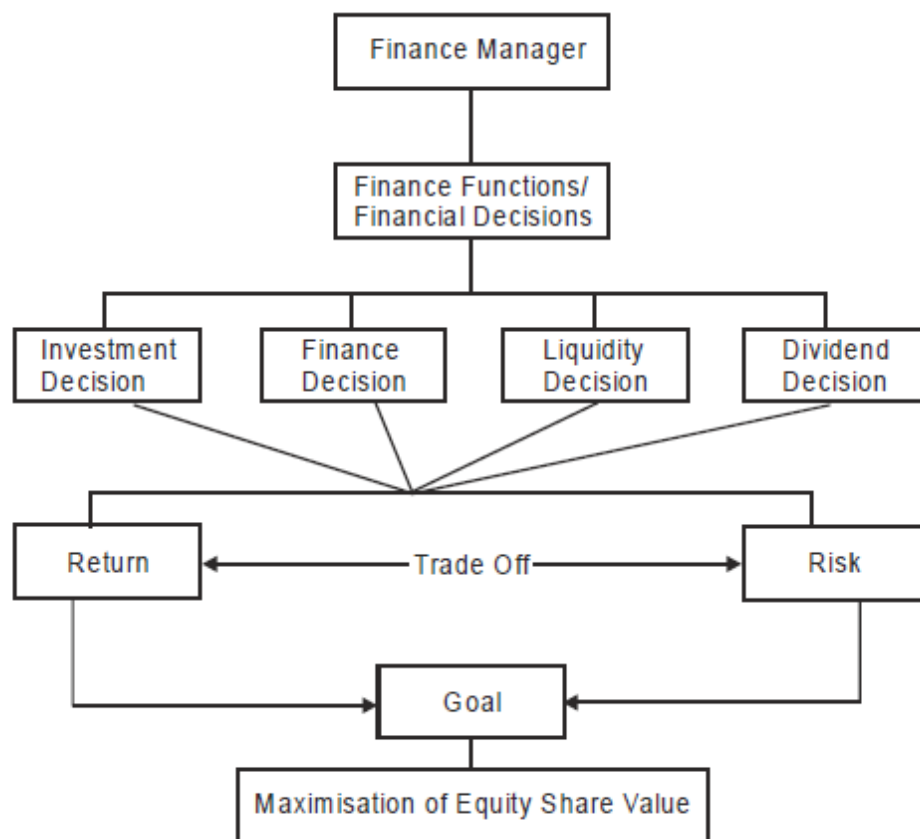 Finance Manager
Finance Functions/
Financial Decisions
Investment
Decision
Finance
Decision
Liquidity
Decision
Dividend
Decision
Return
Trade Off
Risk
Goal
Maximisation of Equity Share Value